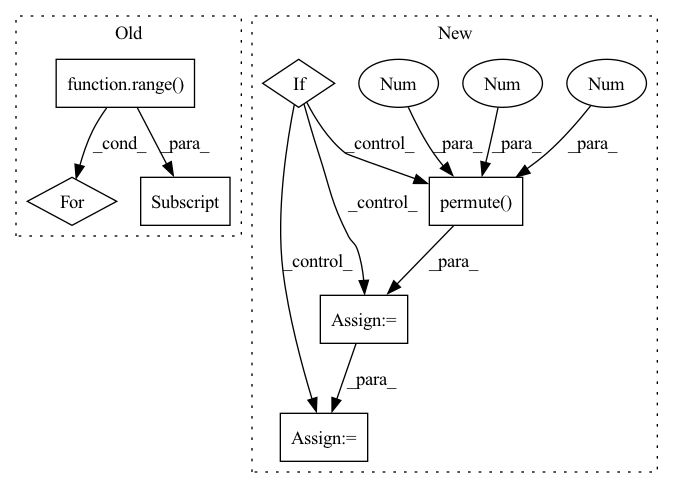 Old
New
function.range()
If
Num
Num
Num
_cond_
_para_
_control_
_para_
_para_
_para_
For
Subscript
permute()
_control_
_control_
_para_
Assign:=
_para_
Assign:=